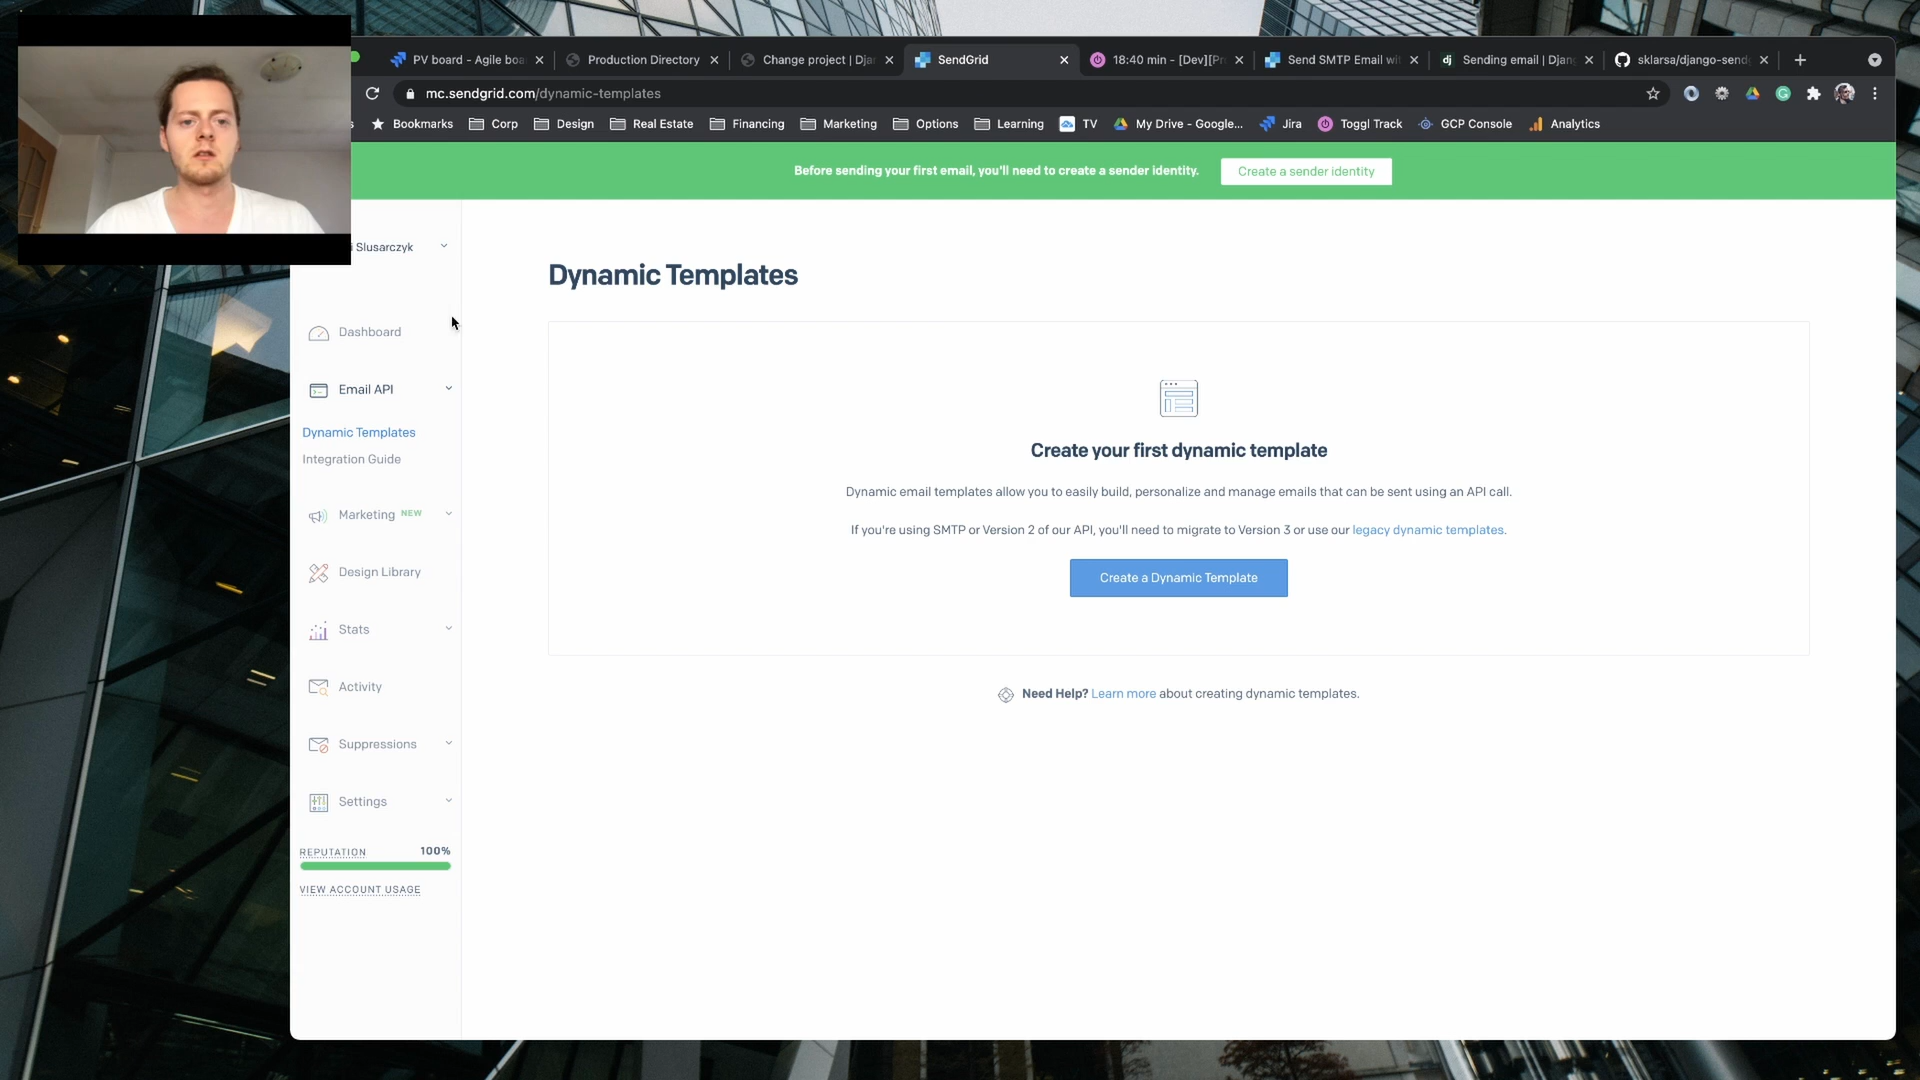 PV board - Agile boa
Production Directory
Change project | Djan
SendGrid
18:40 min - [Dev][Pr
Send SMTP Email wit
dj Sending email | Djang
sklarsa/django-send
mc.sendgrid.com/dynamic-templates
s Bookmarks Corp Design Real Estate Financing Marketing Options Learning TV My Drive - Google... Jira Toggl Track GCP Console Analytics
Before sending your first email, you'll need to create a sender identity.
Create a sender identity
i Slusarczyk
Dashboard
Email API
Dynamic Templates
Integration Guide
Marketing NEW
Design Library
Stats
Activity
Suppressions
Settings
REPUTATION 100%
VIEW ACCOUNT USAGE
Dynamic Templates
Create your first dynamic template
Dynamic email templates allow you to easily build, personalize and manage emails that can be sent using an API call.
If you're using SMTP or Version 2 of our API, you'll need to migrate to Version 3 or use our legacy dynamic templates.
Create a Dynamic Template
Need Help? Learn more about creating dynamic templates.